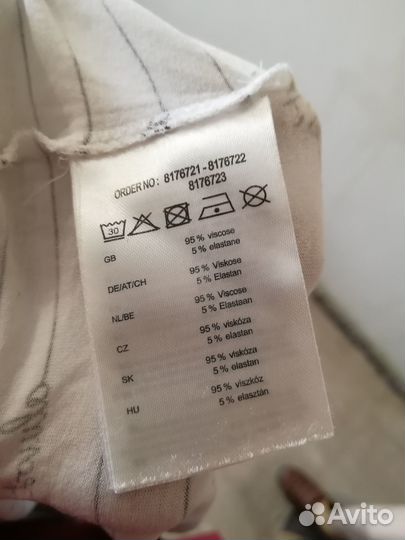 ORDER NO: 8176721 - 8176722
8176723
30
GB 95 % viscose
5 % elastane
DE/AT/CH 95 % Viskose
5 % Elastan
NL/BE 95 % Viscose
5 % Elastaan
CZ 95 % viskóza
5 % elastan
SK 95 % viskóza
5 % elastan
HU 95 % viszkóz
5 % elasztán
Avito